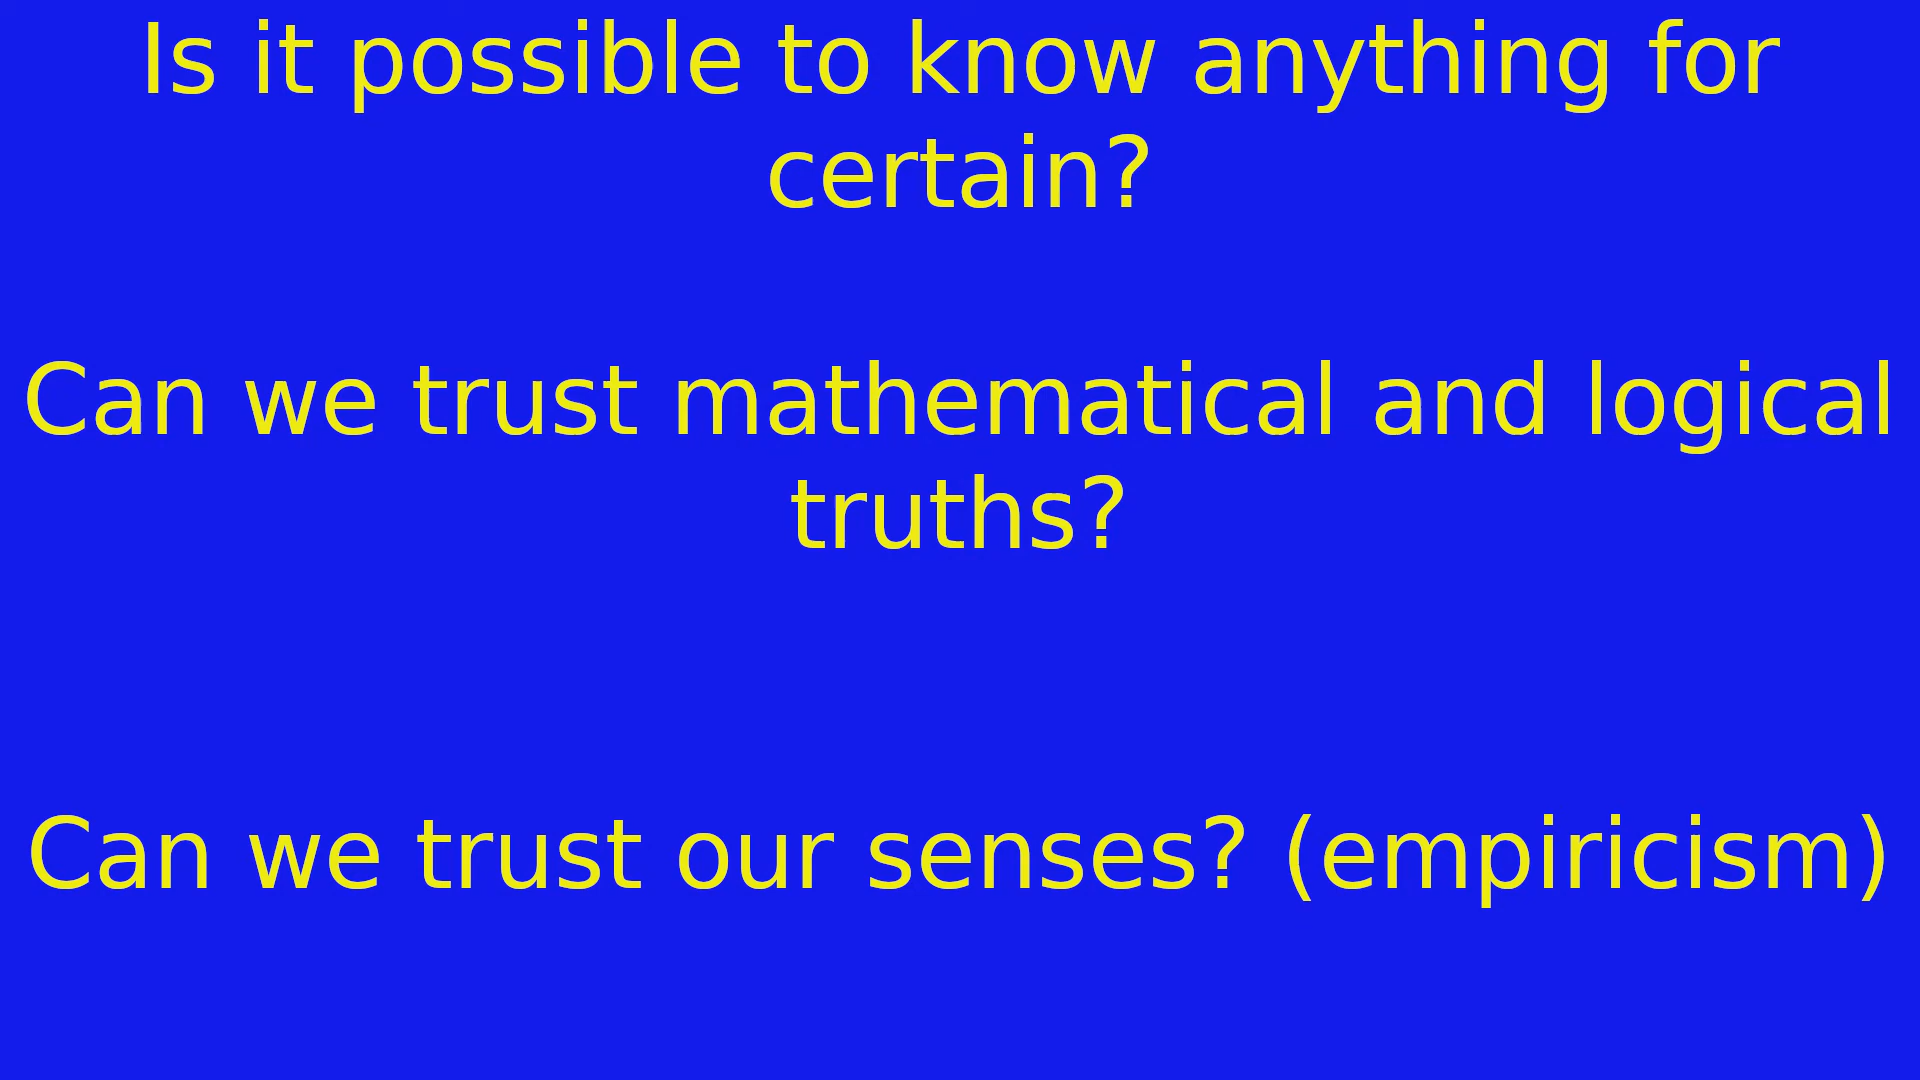 Is it possible to know anything for
certain?
Can we trust mathematical and logical
truths?
Can we trust our senses? (empiricism)